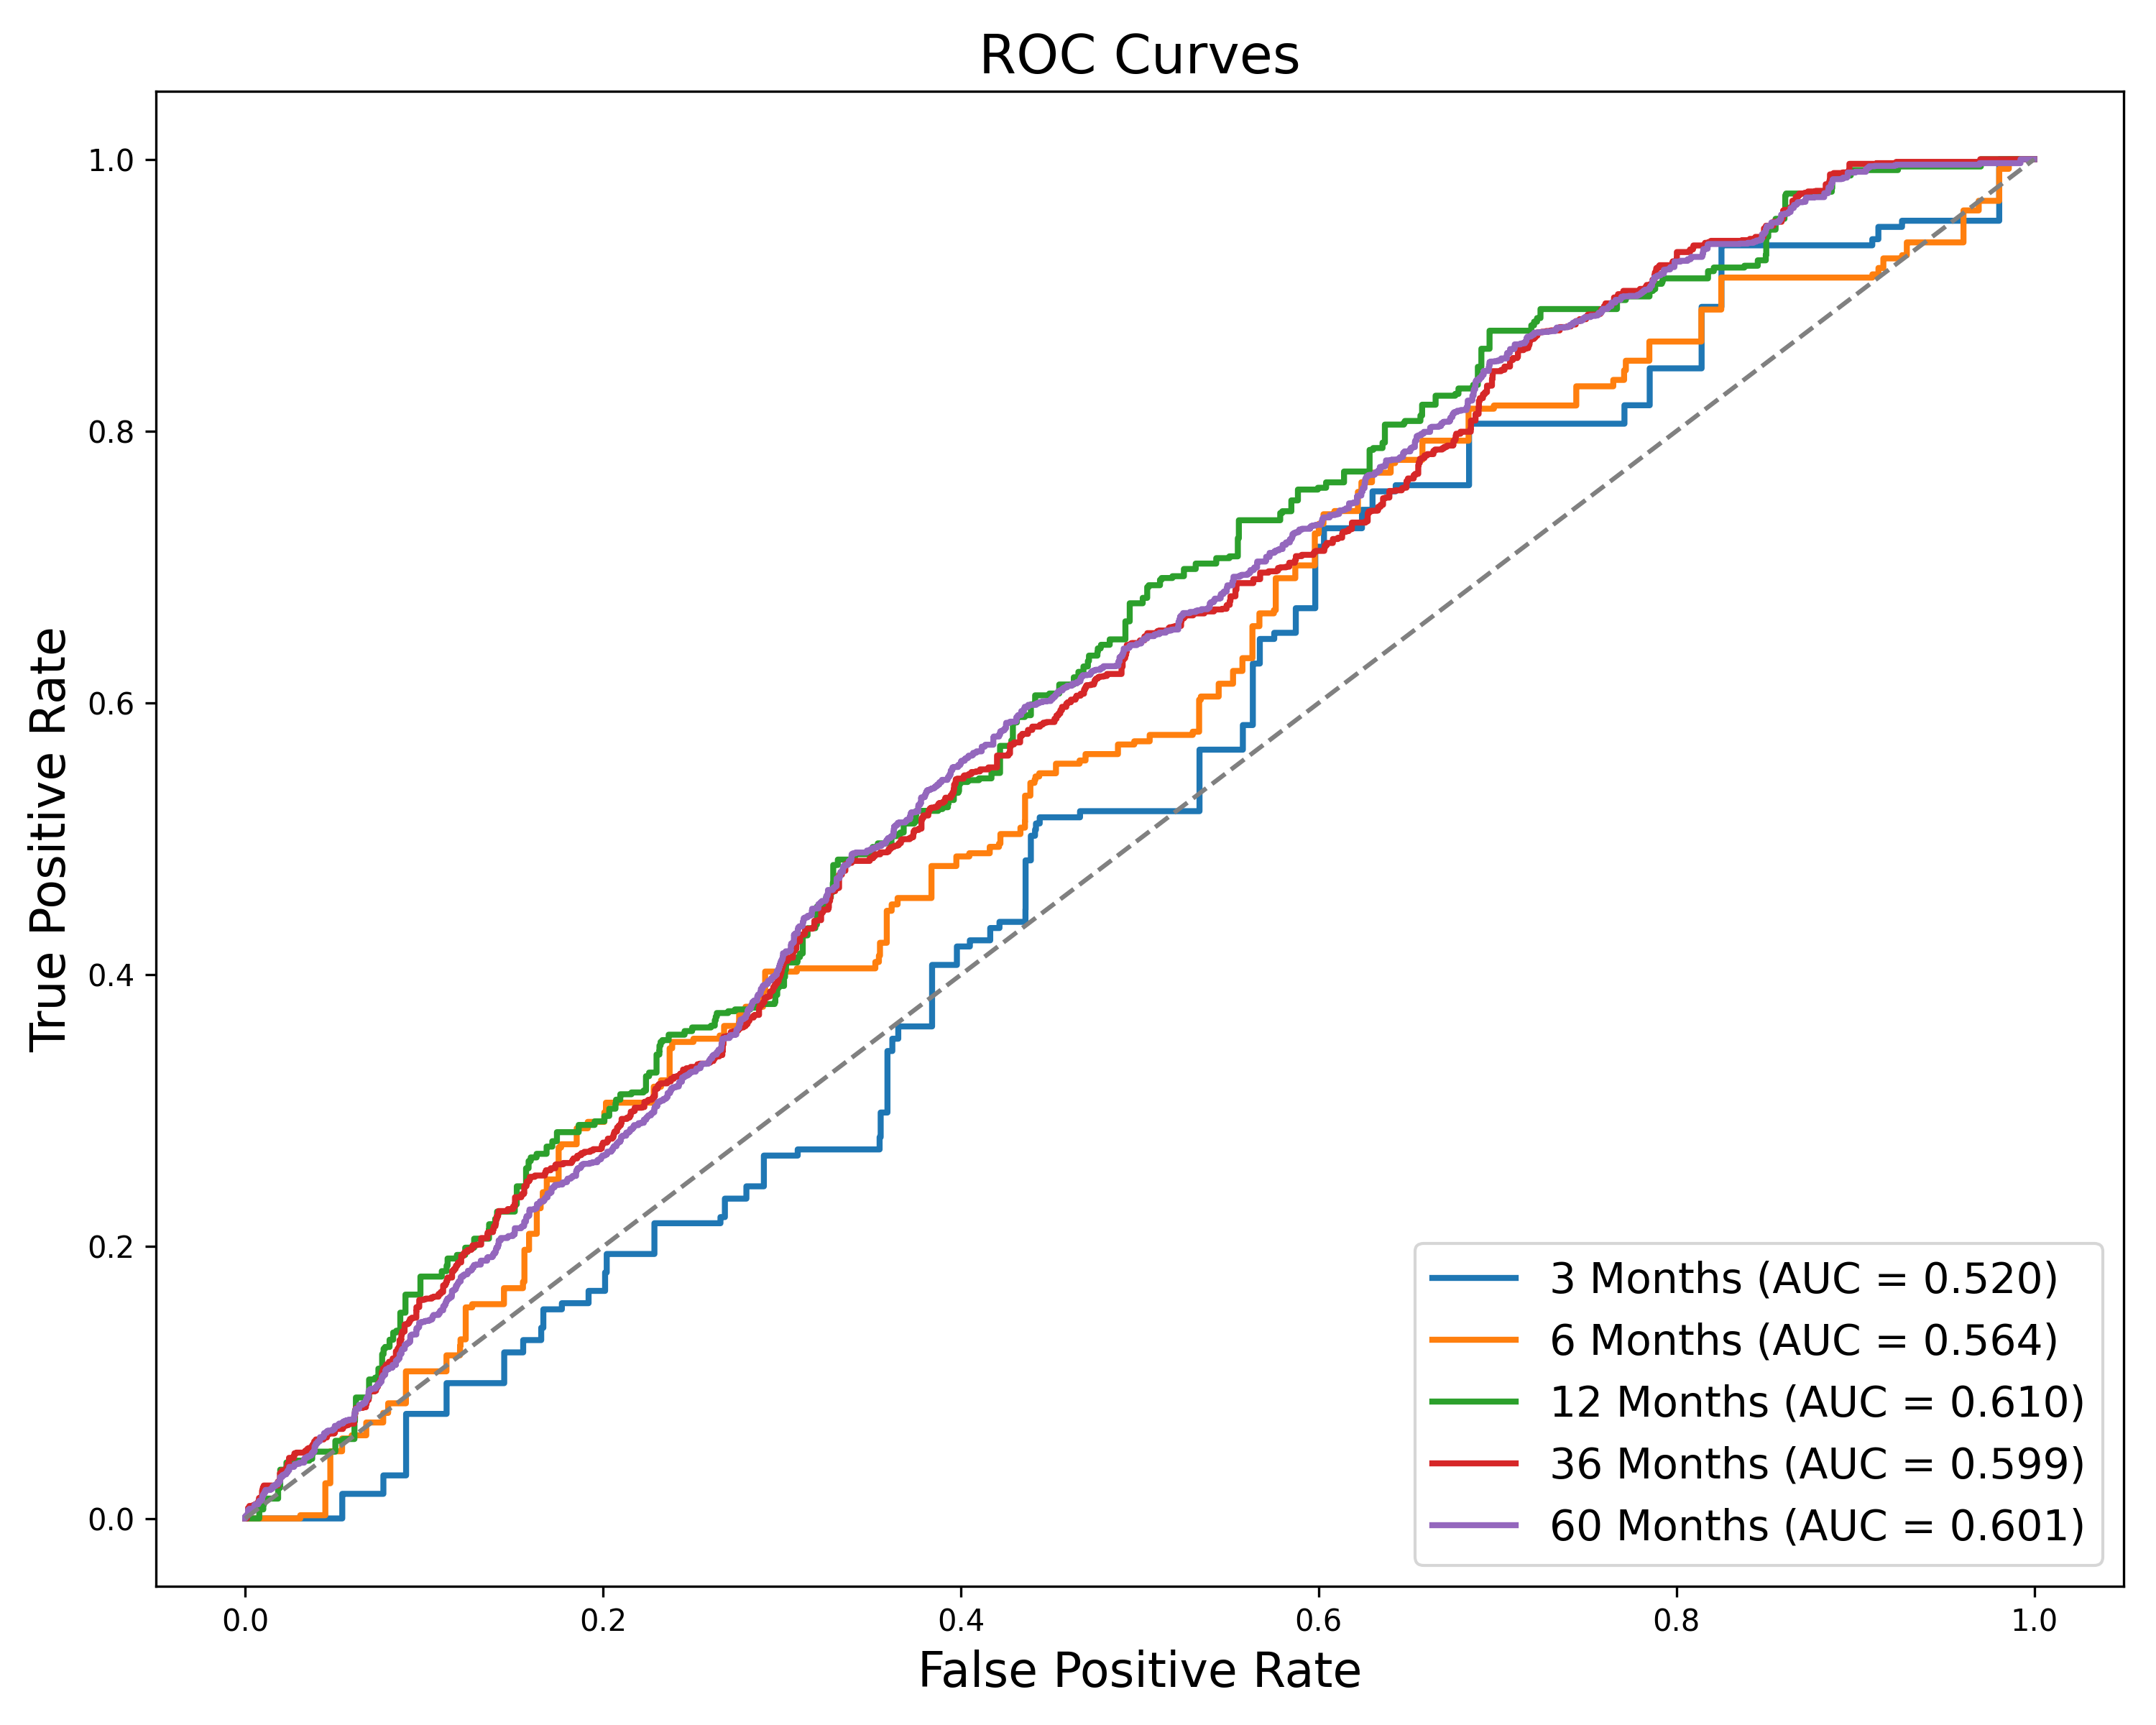 ROC Curves
True Positive Rate
1.0
0.8
0.6
0.4
0.2
0.0
0.0 0.2 0.4 0.6 0.8 1.0
False Positive Rate
3 Months (AUC = 0.520)
6 Months (AUC = 0.564)
12 Months (AUC = 0.610)
36 Months (AUC = 0.599)
60 Months (AUC = 0.601)